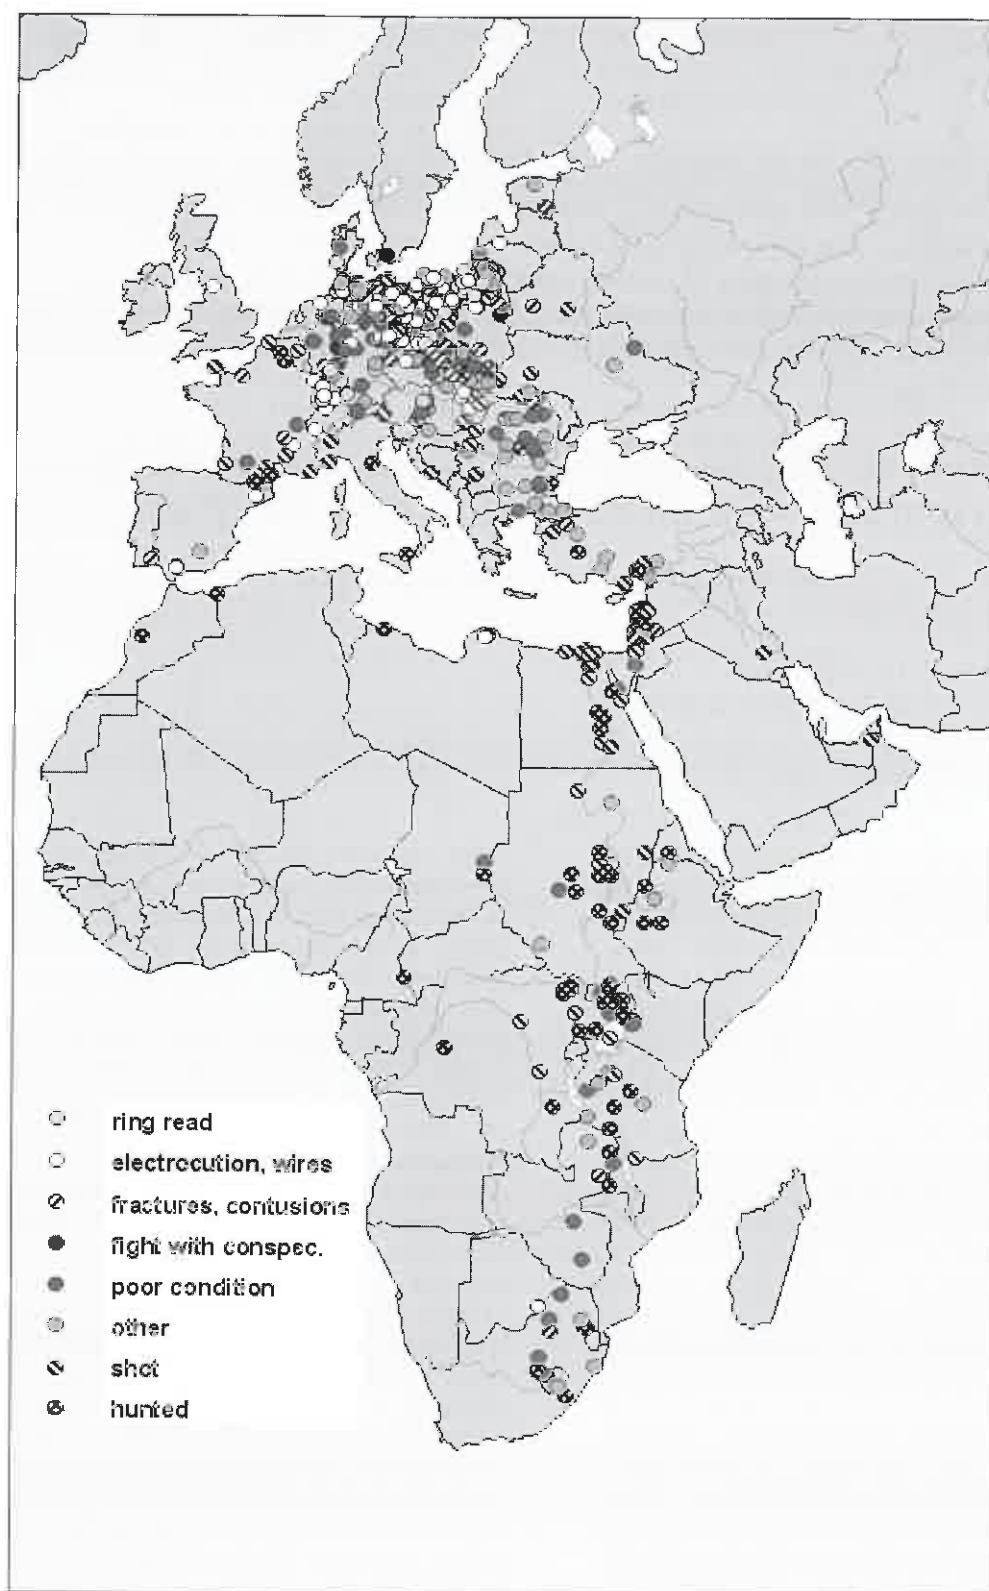 ring read
electrocution, wires
fractures, contusions
fight with conspec.
poor condition
other
shot
hunted